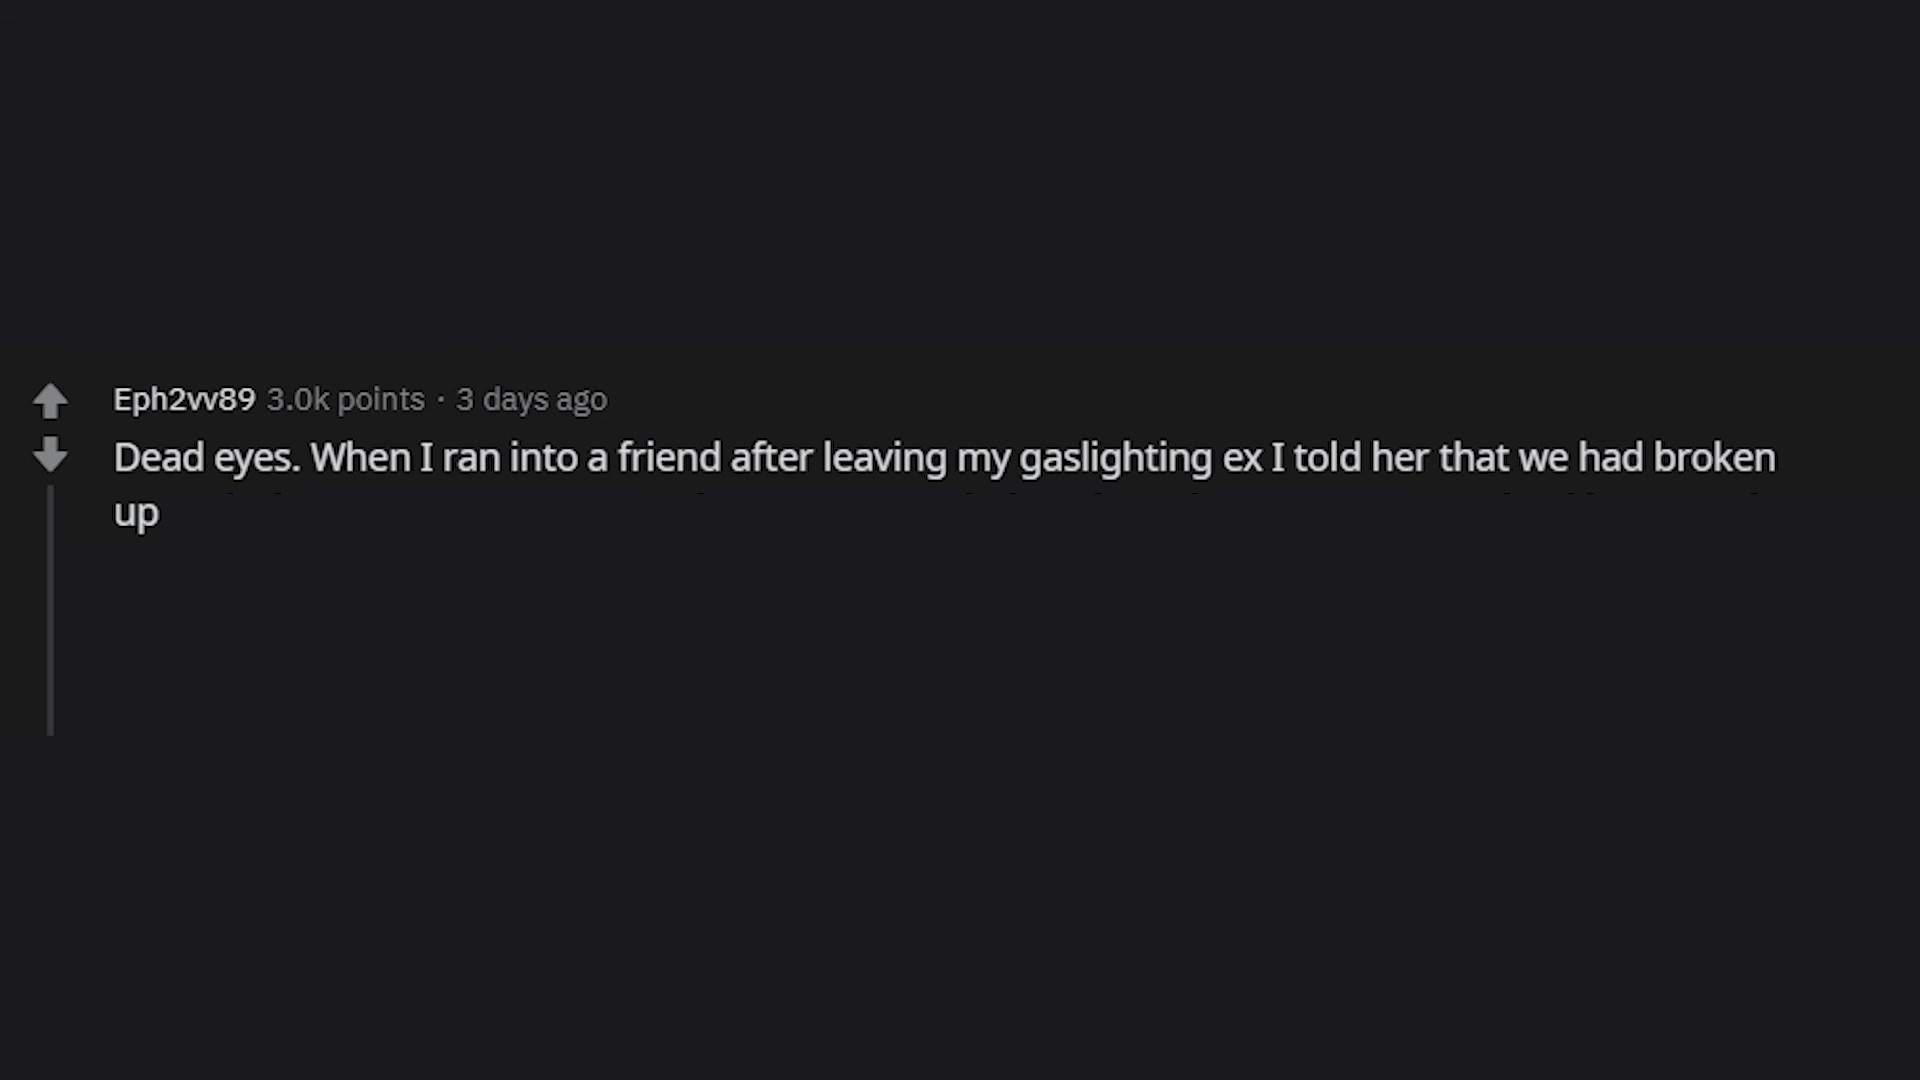 Eph2vv89 3.0k points · 3 days ago
Dead eyes. When I ran into a friend after leaving my gaslighting ex I told her that we had broken
up